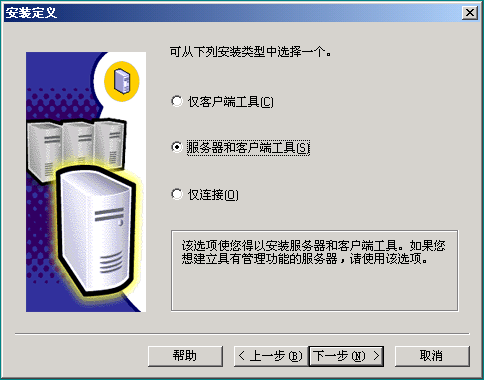 安装定义
可从下列安装类型中选择一个。
仅客户端工具(C)
服务器和客户端工具(S)
仅连接(O)
该选项使您得以安装服务器和客户端工具。如果您
想建立具有管理功能的服务器，请使用该选项。
帮助 < 上一步(B) 下一步(N) > 取消